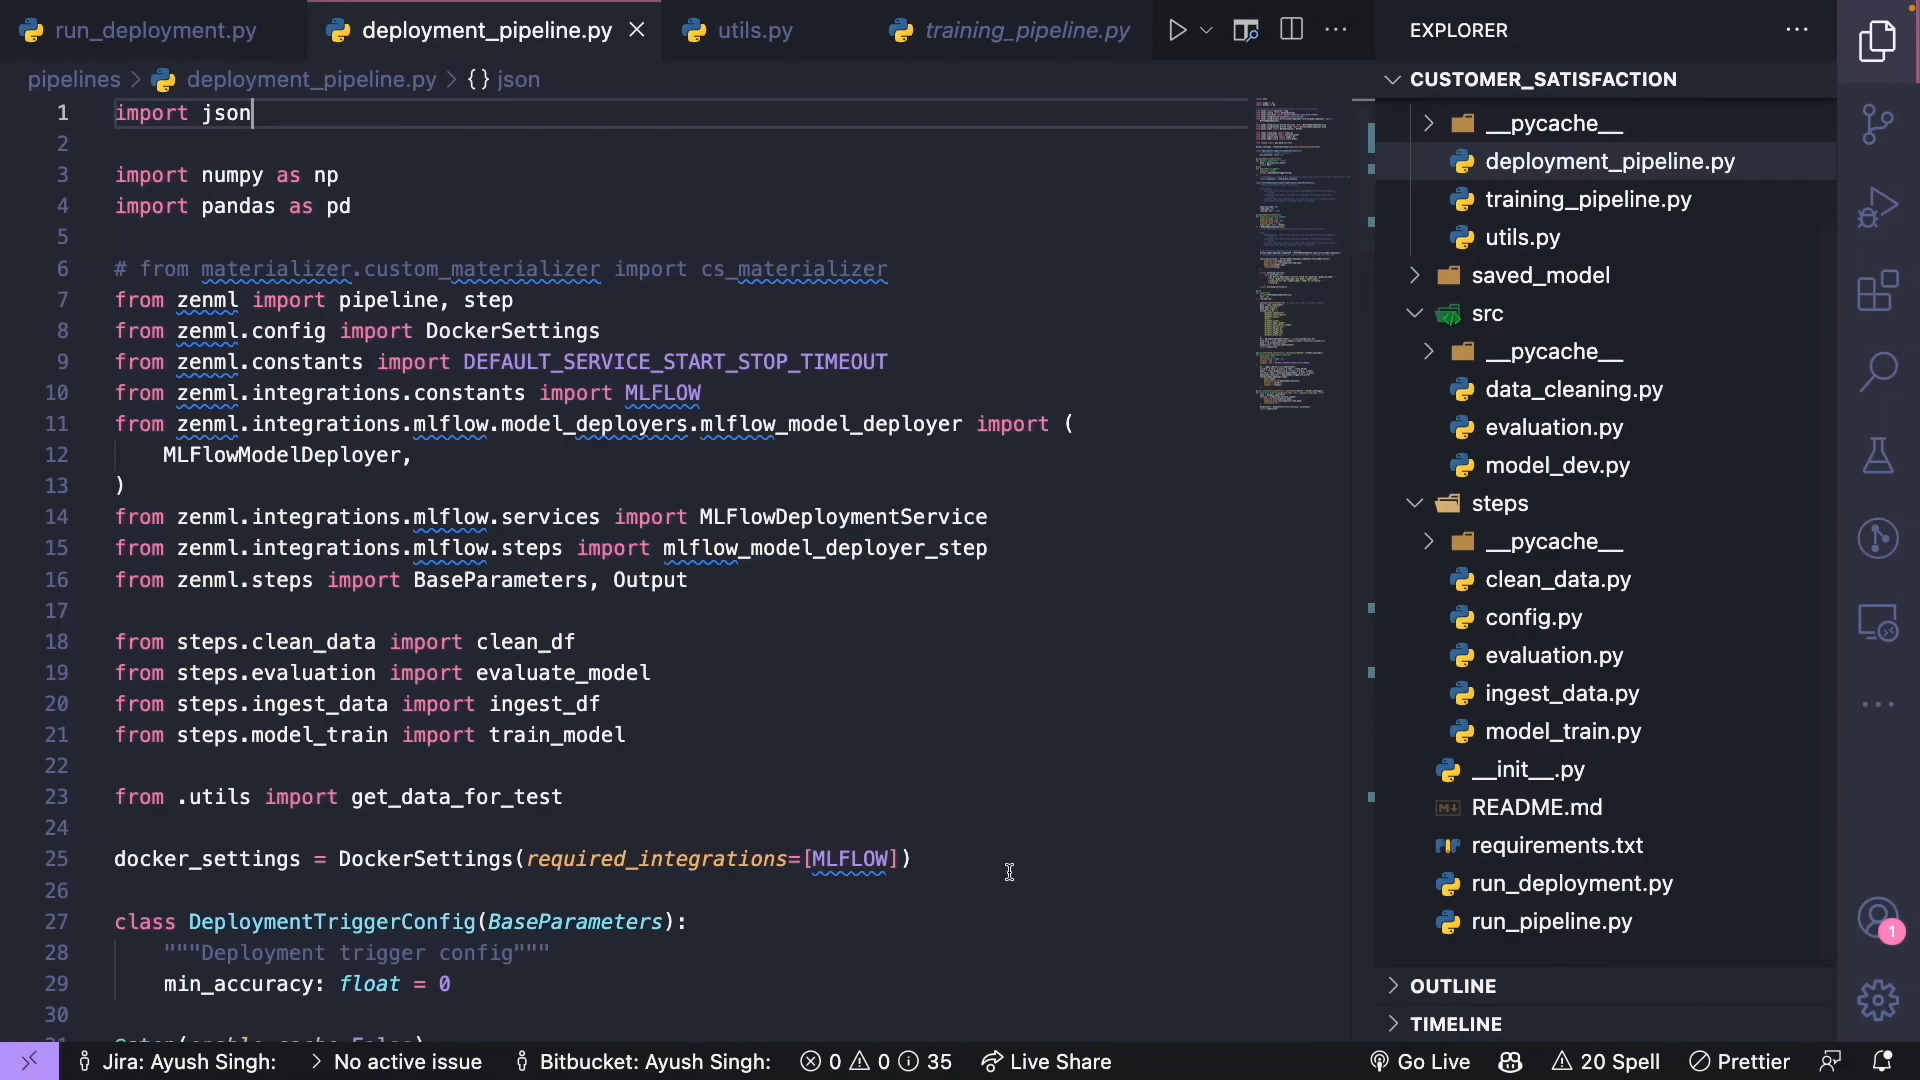 run_deployment.py
deployment_pipeline.py
utils.py
training_pipeline.py
EXPLORER
pipelines > deployment_pipeline.py > {} json
CUSTOMER_SATISFACTION
1 import json
2
3 import numpy as np
4 import pandas as pd
5
6 # from materializer.custom_materializer import cs_materializer
7 from zenml import pipeline, step
8 from zenml.config import DockerSettings
9 from zenml.constants import DEFAULT_SERVICE_START_STOP_TIMEOUT
10 from zenml.integrations.constants import MLFLOW
11 from zenml.integrations.mlflow.model_deployers.mlflow_model_deployer import (
12 MLFlowModelDeployer,
13 )
14 from zenml.integrations.mlflow.services import MLFlowDeploymentService
15 from zenml.integrations.mlflow.steps import mlflow_model_deployer_step
16 from zenml.steps import BaseParameters, Output
17
18 from steps.clean_data import clean_df
19 from steps.evaluation import evaluate_model
20 from steps.ingest_data import ingest_df
21 from steps.model_train import train_model
22
23 from .utils import get_data_for_test
24
25 docker_settings = DockerSettings(required_integrations=[MLFLOW])
26
27 class DeploymentTriggerConfig(BaseParameters):
28 """Deployment trigger config"""
29 min_accuracy: float = 0
30
__pycache__
deployment_pipeline.py
training_pipeline.py
utils.py
saved_model
src
__pycache__
data_cleaning.py
evaluation.py
model_dev.py
steps
__pycache__
clean_data.py
config.py
evaluation.py
ingest_data.py
model_train.py
__init__.py
README.md
requirements.txt
run_deployment.py
run_pipeline.py
OUTLINE
TIMELINE
1
Jira: Ayush Singh: > No active issue Bitbucket: Ayush Singh: 0 0 35 Live Share Go Live 20 Spell Prettier